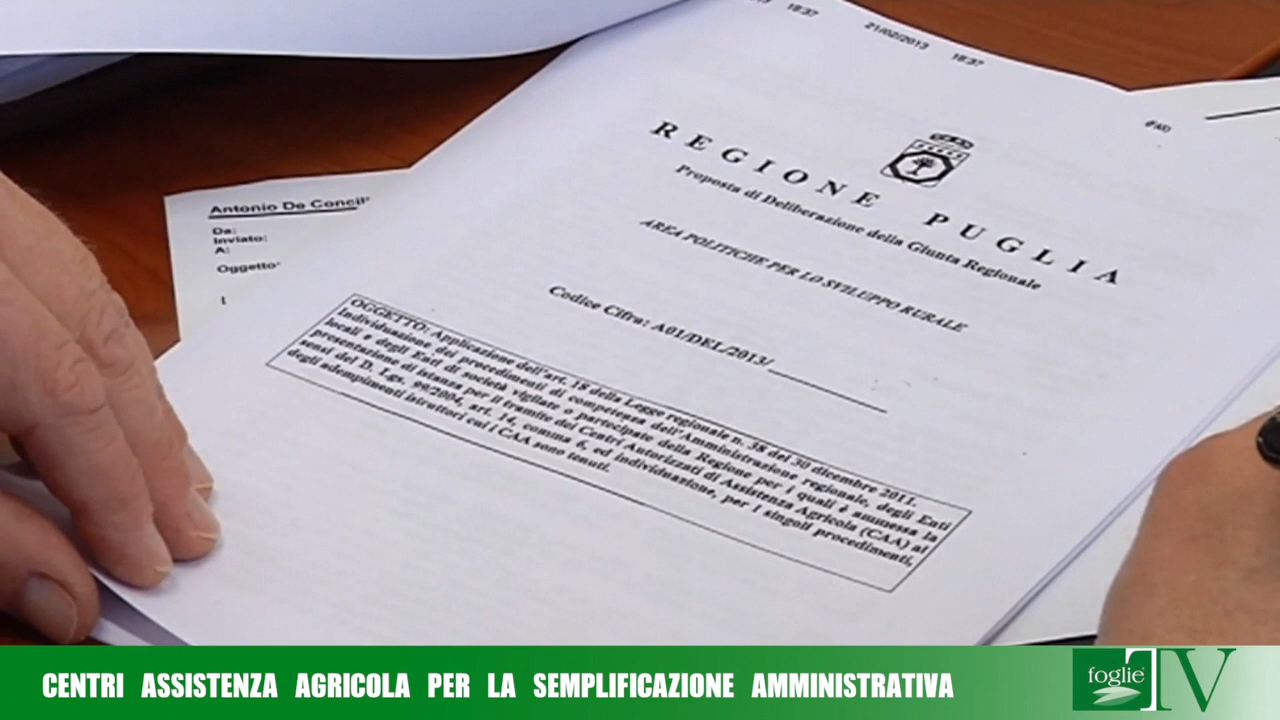 18:37
21/02/2013
18:37
REGIONE PUGLIA
Proposta di Deliberazione della Giunta Regionale
AREA POLITICHE PER LO SVILUPPO RURALE
Codice Cifra: A01/DEL/2013/
OGGETTO: Applicazione dell'art. 18 della Legge regionale n. 38 del 30 dicembre 2011.
Individuazione dei procedimenti di competenza dell'Amministrazione regionale, degli Enti
locali e degli Enti di società vigilate o partecipate della Regione per i quali è ammessa la
presentazione di istanza per il tramite dei Centri Autorizzati di Assistenza Agricola (CAA) ai
sensi del D. Lgs. 99/2004, art. 14, comma 6, ed individuazione, per i singoli procedimenti,
degli adempimenti istruttori cui i CAA sono tenuti.
Antonio De
Da:
Inviato:
A:
Oggetto
CENTRI ASSISTENZA AGRICOLA PER LA SEMPLIFICAZIONE AMMINISTRATIVA
foglie TV